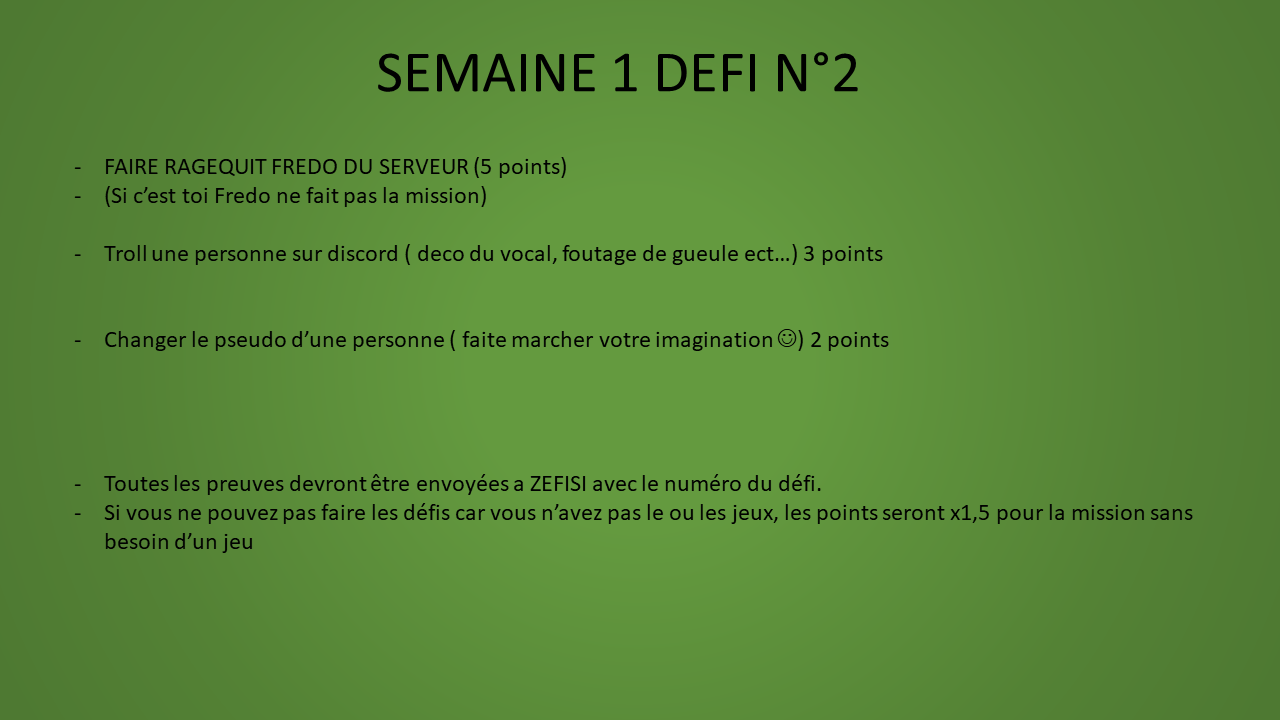 SEMAINE 1 DEFI N°2
- FAIRE RAGEQUIT FREDO DU SERVEUR (5 points)
- (Si c’est toi Fredo ne fait pas la mission)
- Troll une personne sur discord ( deco du vocal, foutage de gueule ect…) 3 points
- Changer le pseudo d’une personne ( faite marcher votre imagination ☺) 2 points
- Toutes les preuves devront être envoyées a ZEFISI avec le numéro du défi.
- Si vous ne pouvez pas faire les défis car vous n’avez pas le ou les jeux, les points seront x1,5 pour la mission sans
besoin d’un jeu